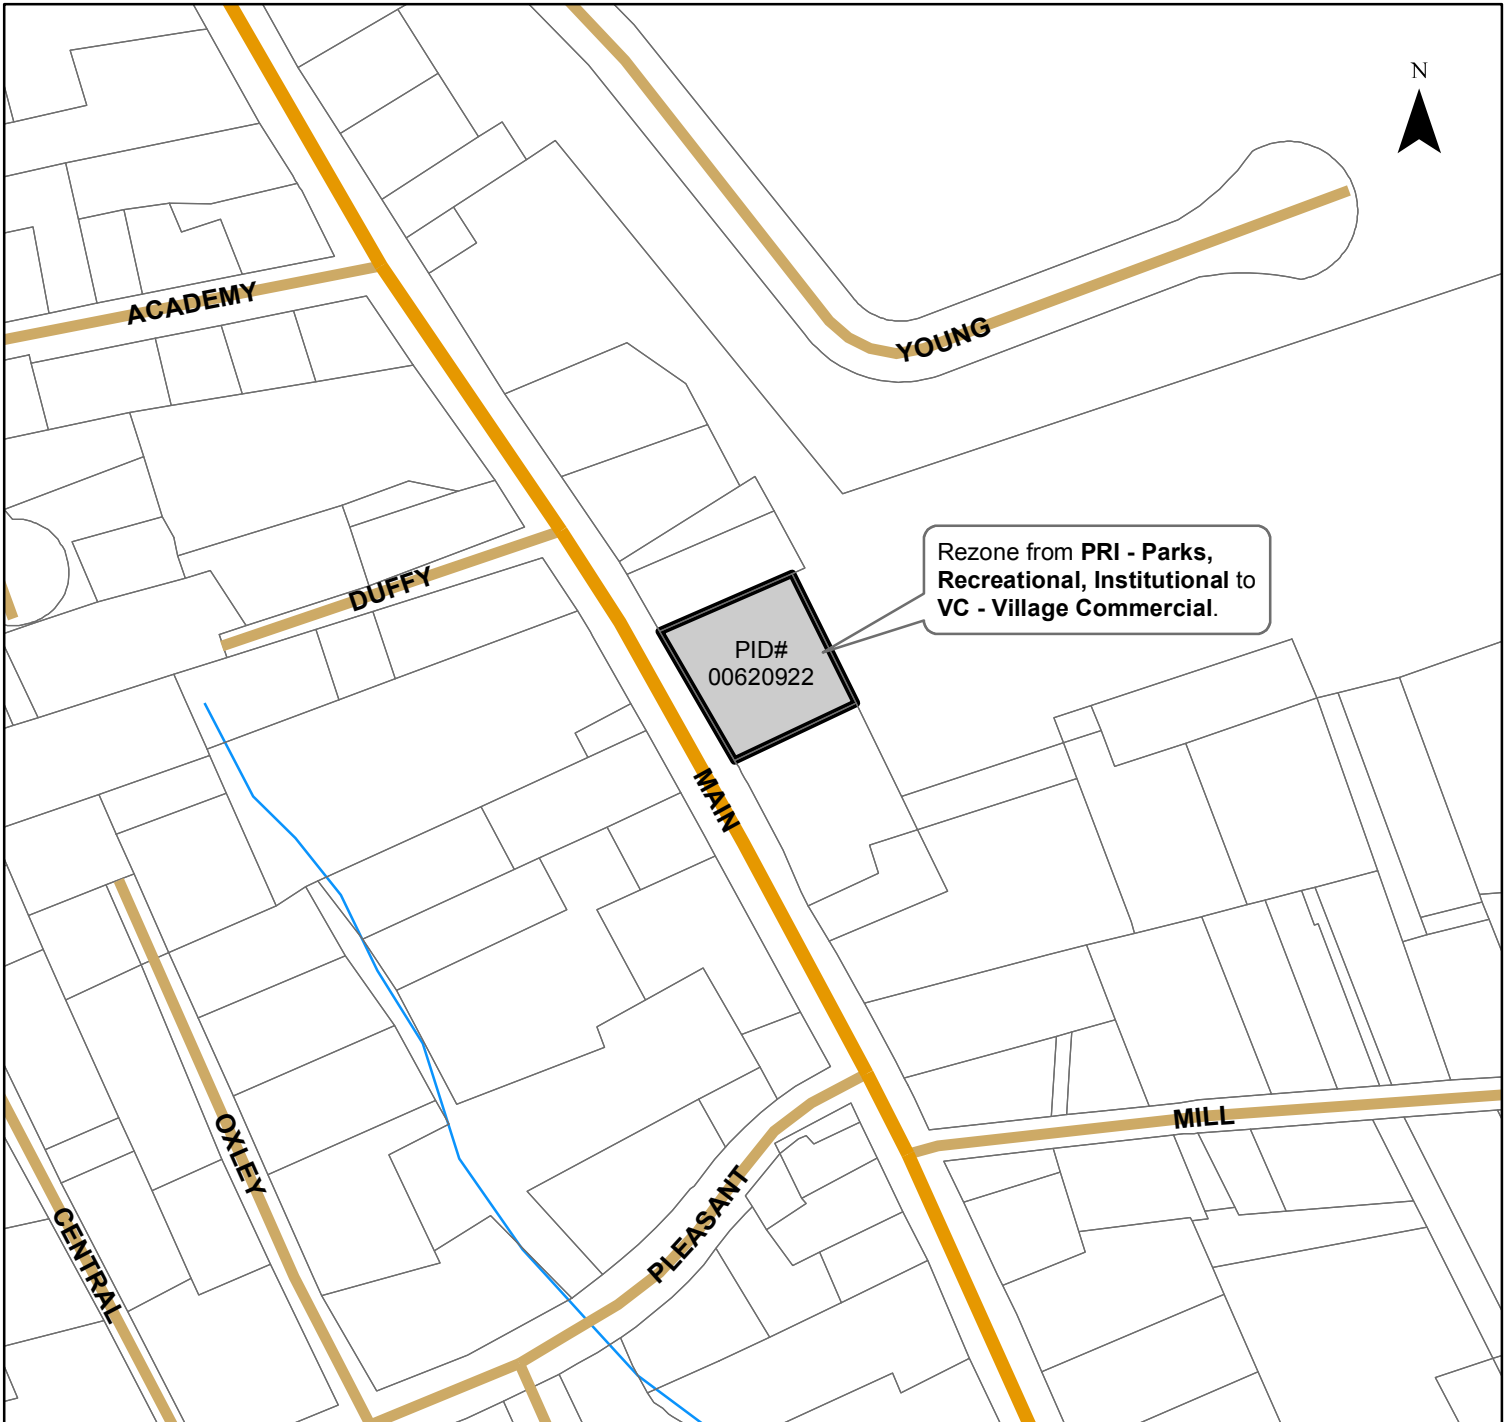 N
ACADEMY
YOUNG
Rezone from PRI - Parks,
Recreational, Institutional to
VC - Village Commercial.
DUFFY
PID#
00620922
MAIN
MILL
OXLEY
PLEASANT
CENTRAL